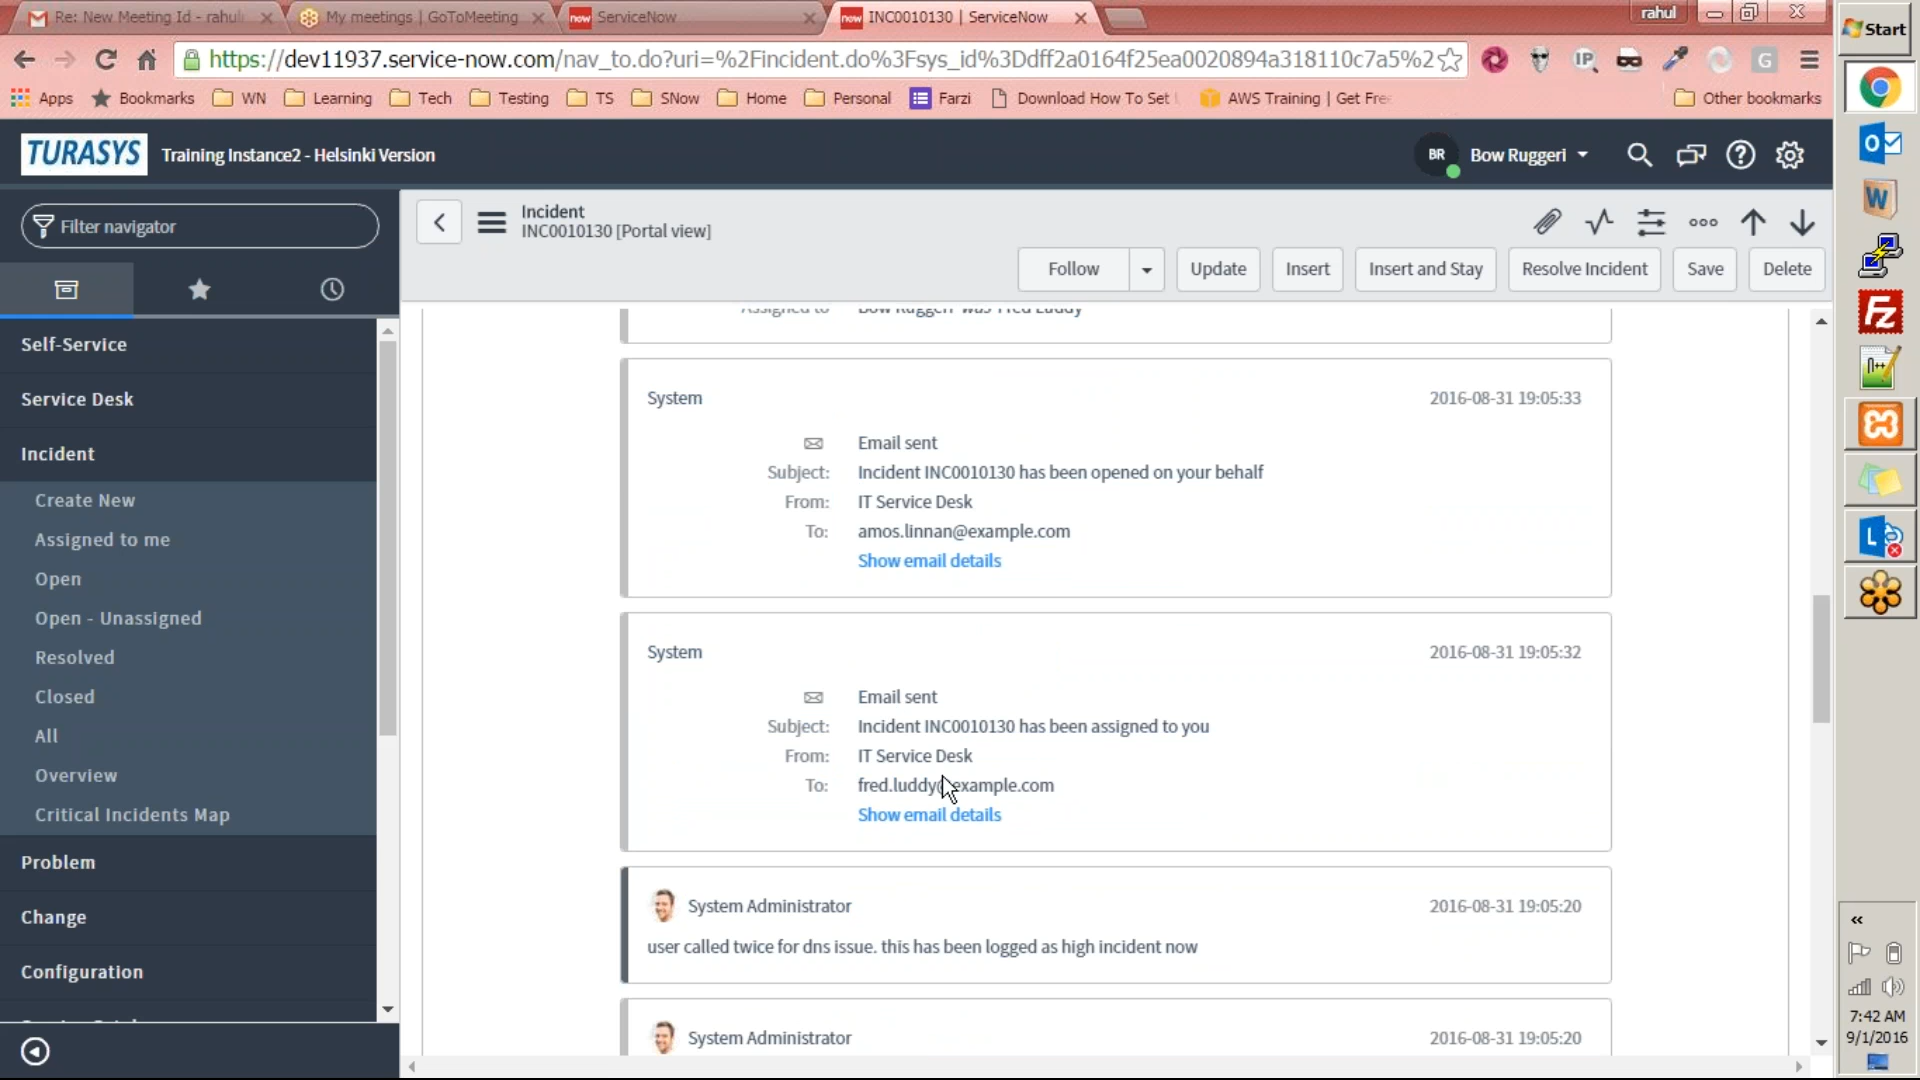 Re: New Meeting Id - rahul
My meetings | GoToMeeting
now ServiceNow
now INC0010130 | ServiceNow
rahul
Start
https://dev11937.service-now.com/nav_to.do?uri=%2Fincident.do%3Fsys_id%3Ddff2a0164f25ea0020894a318110c7a5%2
Apps
Bookmarks
WN
Learning
Tech
Testing
TS
SNow
Home
Personal
Farzi
Download How To Set
AWS Training | Get Fre
Other bookmarks
TURASYS
Training Instance2 - Helsinki Version
BR
Bow Ruggeri
Filter navigator
Incident
INC0010130 [Portal view]
Follow
Update
Insert
Insert and Stay
Resolve Incident
Save
Delete
Self-Service
Service Desk
Incident
Create New
Assigned to me
Open
Open - Unassigned
Resolved
Closed
All
Overview
Critical Incidents Map
Problem
Change
Configuration
Assigned to Bow Ruggeri was Fred Luddy
System 2016-08-31 19:05:33
Email sent
Subject: Incident INC0010130 has been opened on your behalf
From: IT Service Desk
To: amos.linnan@example.com
Show email details
System 2016-08-31 19:05:32
Email sent
Subject: Incident INC0010130 has been assigned to you
From: IT Service Desk
To: fred.luddy@example.com
Show email details
System Administrator 2016-08-31 19:05:20
user called twice for dns issue. this has been logged as high incident now
System Administrator 2016-08-31 19:05:20
7:42 AM
9/1/2016